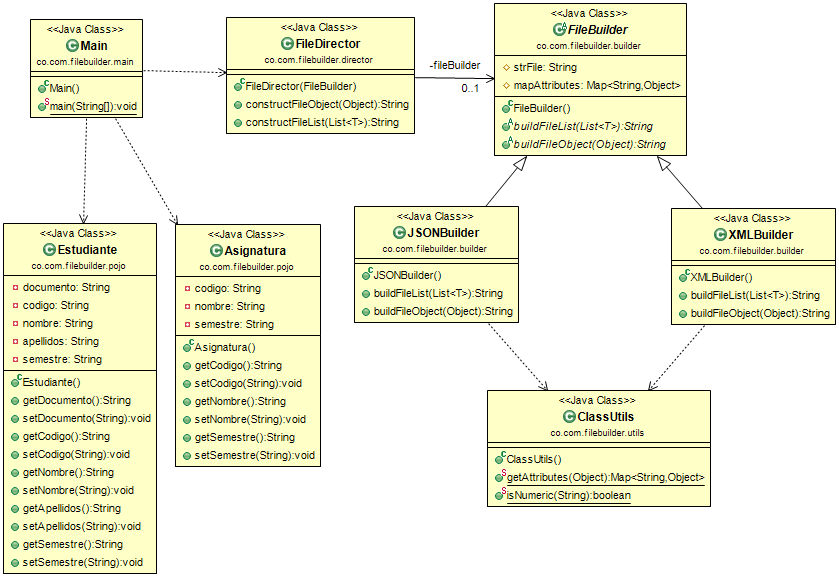 <<Java Class>>
Main
co.com.filebuilder.main
Main()
main(String[]):void
<<Java Class>>
FileDirector
co.com.filebuilder.director
FileDirector(FileBuilder)
constructFileObject(Object):String
constructFileList(List<T>):String
-fileBuilder
0..1
<<Java Class>>
FileBuilder
co.com.filebuilder.builder
strFile: String
mapAttributes: Map<String,Object>
FileBuilder()
buildFileList(List<T>):String
buildFileObject(Object):String
<<Java Class>>
Estudiante
co.com.filebuilder.pojo
documento: String
codigo: String
nombre: String
apellidos: String
semestre: String
Estudiante()
getDocumento():String
setDocumento(String):void
getCodigo():String
setCodigo(String):void
getNombre():String
setNombre(String):void
getApellidos():String
setApellidos(String):void
getSemestre():String
setSemestre(String):void
<<Java Class>>
Asignatura
co.com.filebuilder.pojo
codigo: String
nombre: String
semestre: String
Asignatura()
getCodigo():String
setCodigo(String):void
getNombre():String
setNombre(String):void
getSemestre():String
setSemestre(String):void
<<Java Class>>
JSONBuilder
co.com.filebuilder.builder
JSONBuilder()
buildFileList(List<T>):String
buildFileObject(Object):String
<<Java Class>>
XMLBuilder
co.com.filebuilder.builder
XMLBuilder()
buildFileList(List<T>):String
buildFileObject(Object):String
<<Java Class>>
ClassUtils
co.com.filebuilder.utils
ClassUtils()
getAttributes(Object):Map<String,Object>
isNumeric(String):boolean